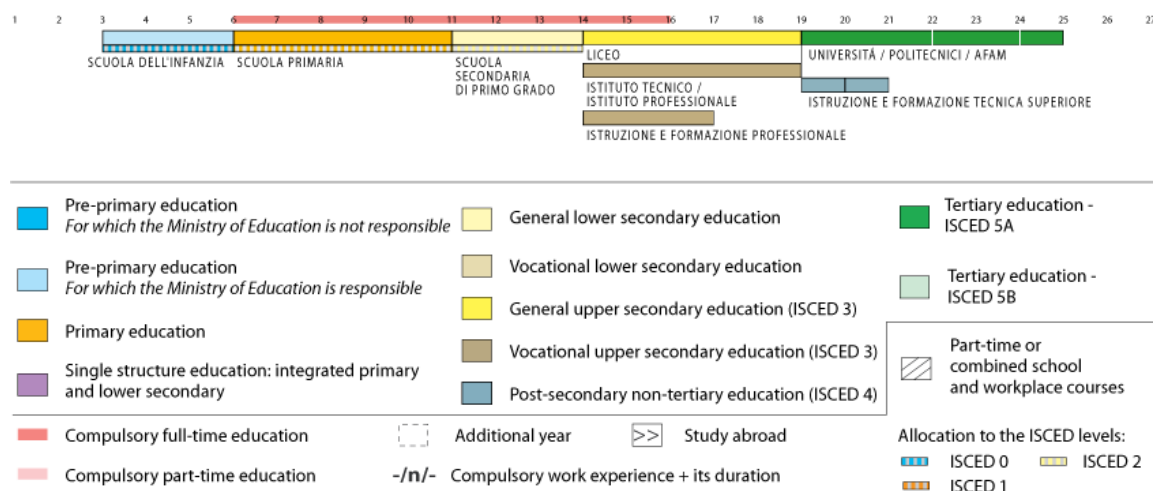 1 2 3 4 5 6 7 8 9 10 11 12 13 14 15 16 17 18 19 20 21 22 23 24 25 26 27
SCUOLA DELL'INFANZIA
SCUOLA PRIMARIA
SCUOLA
SECONDARIA
DI PRIMO GRADO
LICEO
ISTITUTO TECNICO /
ISTITUTO PROFESSIONALE
ISTRUZIONE E FORMAZIONE PROFESSIONALE
UNIVERSITÁ / POLITECNICI / AFAM
ISTRUZIONE E FORMAZIONE TECNICA SUPERIORE
Pre-primary education
For which the Ministry of Education is not responsible
Pre-primary education
For which the Ministry of Education is responsible
Primary education
Single structure education: integrated primary
and lower secondary
General lower secondary education
Vocational lower secondary education
General upper secondary education (ISCED 3)
Vocational upper secondary education (ISCED 3)
Post-secondary non-tertiary education (ISCED 4)
Tertiary education -
ISCED 5A
Tertiary education -
ISCED 5B
Part-time or
combined school
and workplace courses
Compulsory full-time education
Compulsory part-time education
Additional year
>> Study abroad
-/n/- Compulsory work experience + its duration
Allocation to the ISCED levels:
ISCED 0 ISCED 2
ISCED 1